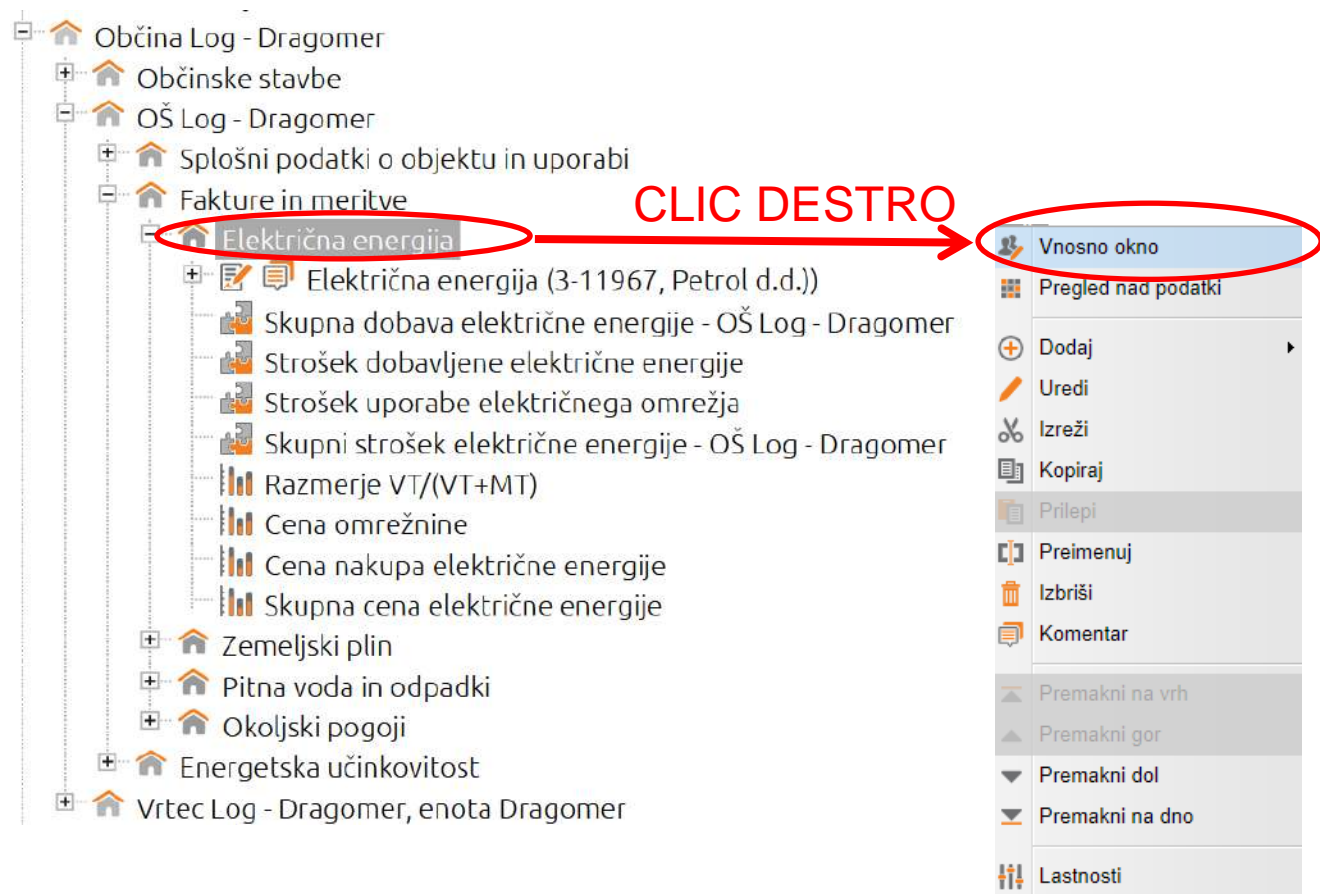 Občina Log - Dragomer
Občinske stavbe
OŠ Log - Dragomer
Splošni podatki o objektu in uporabi
Fakture in meritve
Električna energija
Električna energija (3-11967, Petrol d.d.))
Skupna dobava električne energije - OŠ Log - Dragomer
Strošek dobavljene električne energije
Strošek uporabe električnega omrežja
Skupni strošek električne energije - OŠ Log - Dragomer
Razmerje VT/(VT+MT)
Cena omrežnine
Cena nakupa električne energije
Skupna cena električne energije
Zemeljski plin
Pitna voda in odpadki
Okoljski pogoji
Energetska učinkovitost
Vrtec Log - Dragomer, enota Dragomer
CLIC DESTRO
Vnosno okno
Pregled nad podatki
Dodaj
Uredi
Izreži
Kopiraj
Prilepi
Preimenuj
Izbriši
Komentar
Premakni na vrh
Premakni gor
Premakni dol
Premakni na dno
Lastnosti